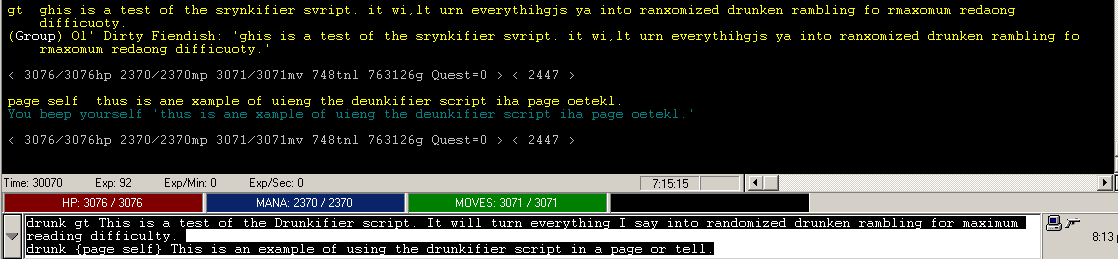 gt  ghis is a test of the srynkifier svript. it wi,lt urn everythihgjs ya into ranxomized drunken rambling fo rmaxomum redaong
difficuoty.
(Group) Ol' Dirty Fiendish: 'ghis is a test of the srynkifier svript. it wi,lt urn everythihgjs ya into ranxomized drunken rambling fo
rmaxomum redaong difficuoty.'
< 3076/3076hp 2370/2370mp 3071/3071mv 748tnl 763126g Quest=0 > < 2447 >
page self  thus is ane xample of uieng the deunkifier script iha page oetekl.
You beep yourself 'thus is ane xample of uieng the deunkifier script iha page oetekl.'
< 3076/3076hp 2370/2370mp 3071/3071mv 748tnl 763126g Quest=0 > < 2447 >
Time: 30070 Exp: 92 Exp/Min: 0 Exp/Sec: 0 7:15:15
HP: 3076 / 3076 MANA: 2370 / 2370 MOVES: 3071 / 3071
drunk gt This is a test of the Drunkifier script. It will turn everything I say into randomized drunken rambling for maximum
reading difficulty.
drunk {page self} This is an example of using the drunkifier script in a page or tell.
8:13